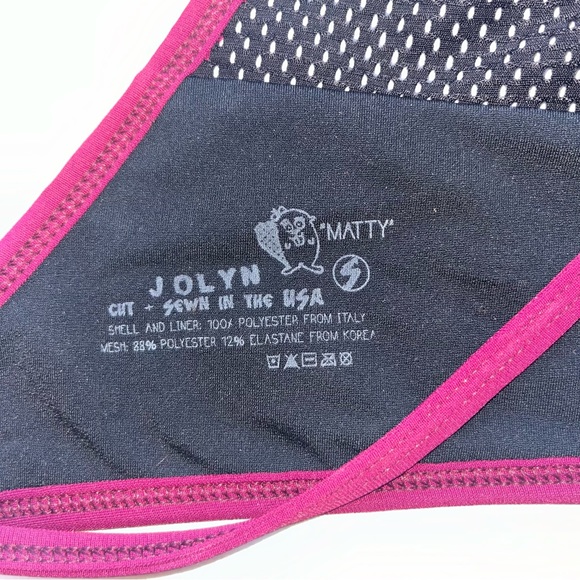 "MATTY"
JOLYN
S
CUT + SEWN IN THE USA
SHELL AND LINER: 100% POLYESTER FROM ITALY
MESH: 88% POLYESTER 12% ELASTANE FROM KOREA